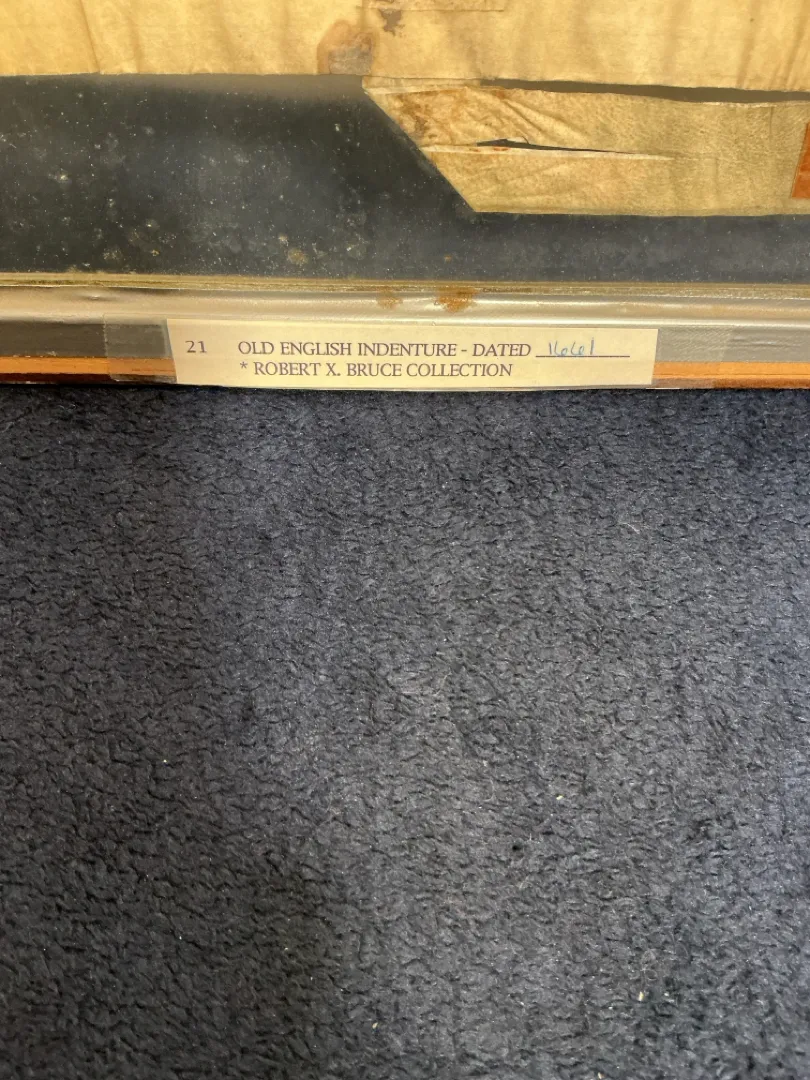 21 OLD ENGLISH INDENTURE - DATED 1661
* ROBERT X. BRUCE COLLECTION